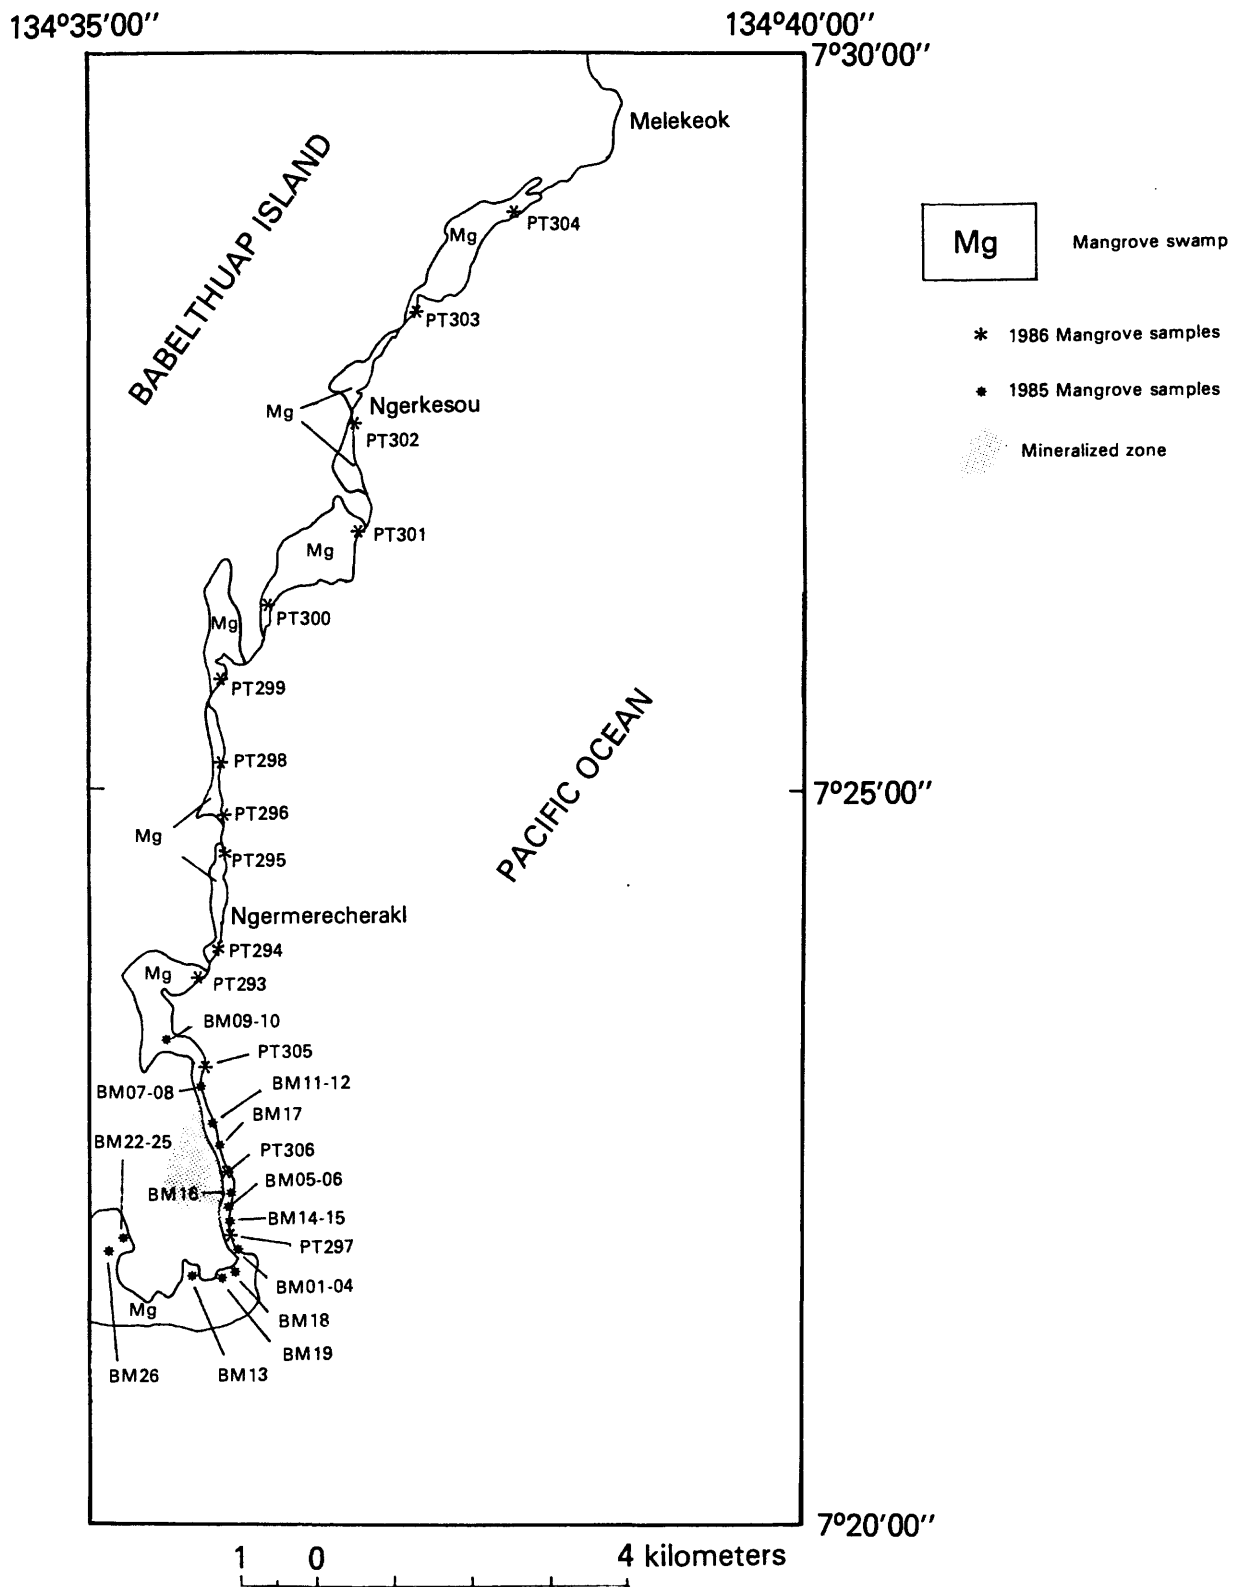 134°35'00"
134°40'00"
7°30'00"
Melekeok
BABELTHUAP ISLAND
PT304
Mg
Mg
Mangrove swamp
PT303
* 1986 Mangrove samples
1985 Mangrove samples
Mg
Ngerkesou
PT302
Mineralized zone
PT301
Mg
PT300
Mg
PT299
PACIFIC OCEAN
PT298
7°25'00"
PT296
Mg
PT295
Ngermerecherakl
PT294
Mg
PT293
BM09-10
PT305
BM07-08
BM11-12
BM17
BM22-25
PT306
BM16
BM05-06
BM14-15
PT297
BM01-04
Mg
BM18
BM19
BM26
BM13
7°20'00"
1 0 4 kilometers